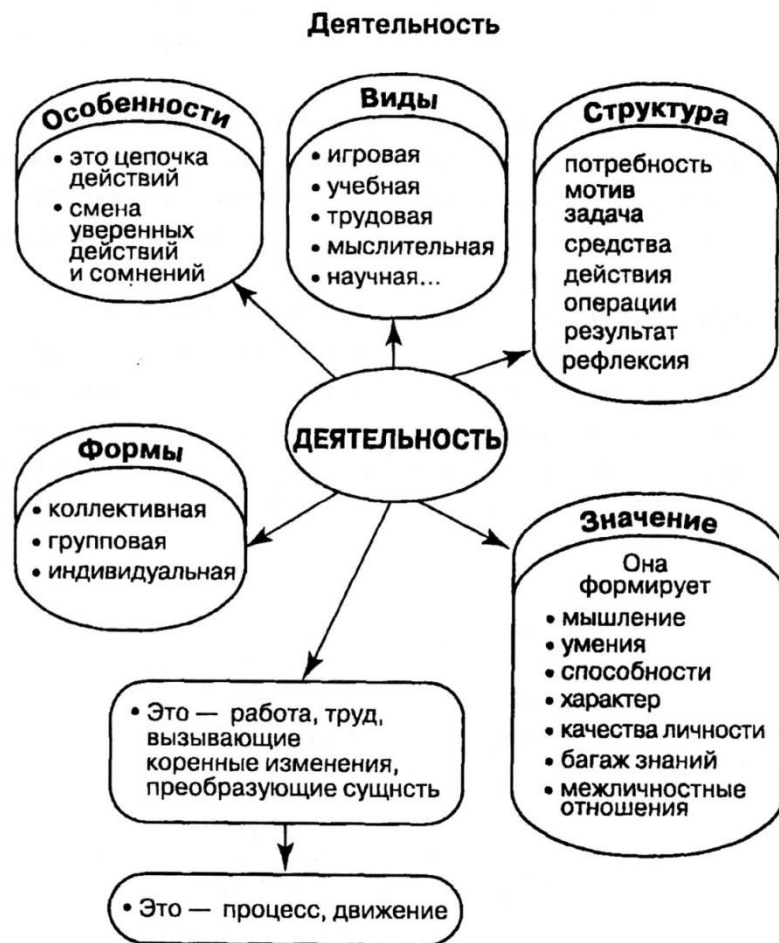 Деятельность
Особенности
• это цепочка
действий
• смена
уверенных
действий
и сомнений
Виды
• игровая
• учебная
• трудовая
• мыслительная
• научная...
Структура
потребность
мотив
задача
средства
действия
операции
результат
рефлексия
ДЕЯТЕЛЬНОСТЬ
Формы
• коллективная
• групповая
• индивидуальная
Значение
Она
формирует
• мышление
• умения
• способности
• характер
• качества личности
• багаж знаний
• межличностные
отношения
• Это — работа, труд,
вызывающие
коренные изменения,
преобразующие сущнсть
• Это — процесс, движение